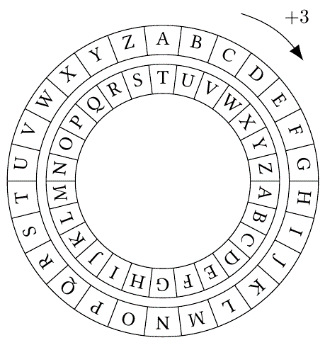 +3
A B C D E F G H I J K L M N O P Q R S T U V W X Y Z
T U V W X Y Z A B C D E F G H I J K L M N O P Q R S